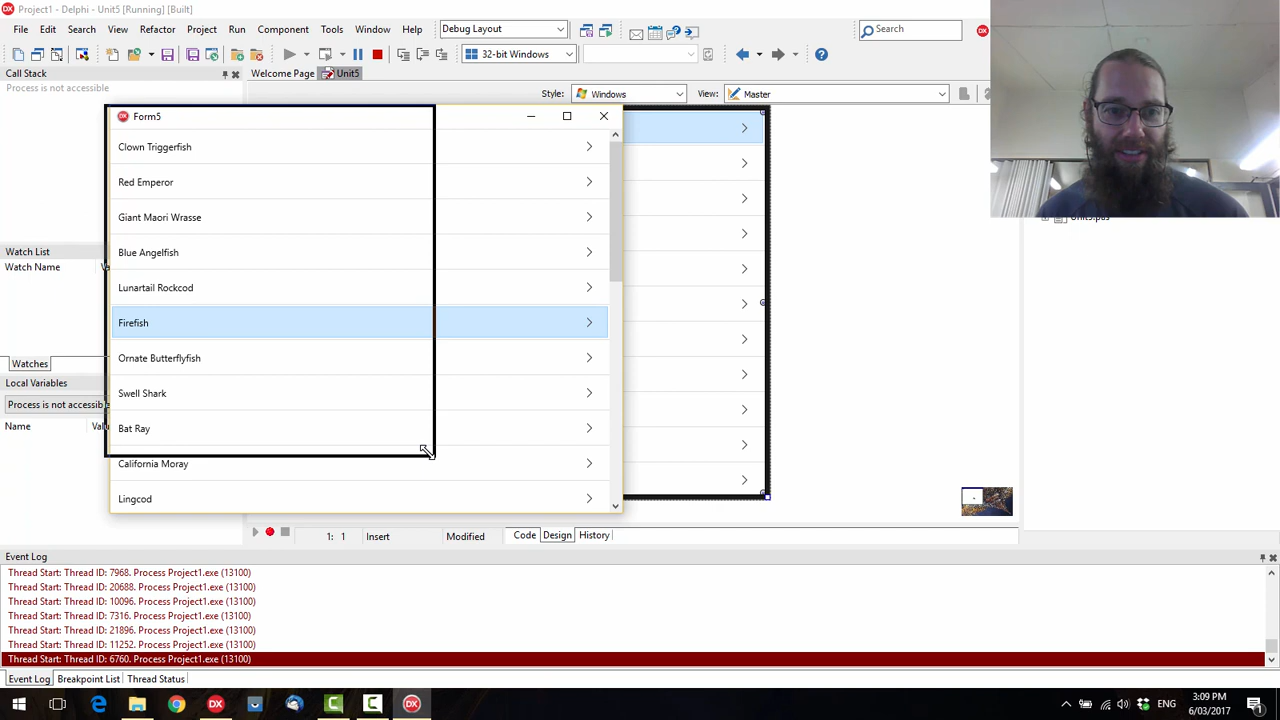 Project1 - Delphi - Unit5 [Running] [Built]
File Edit Search View Refactor Project Run Component Tools Window Help
Debug Layout
Search
32-bit Windows
Call Stack
Welcome Page
Unit5
Process is not accessible
Style:
Windows
View:
Master
Form5
Clown Triggerfish
Red Emperor
Giant Maori Wrasse
Blue Angelfish
Lunartail Rockcod
Firefish
Ornate Butterflyfish
Swell Shark
Bat Ray
California Moray
Lingcod
Watch List
Watch Name
Watches
Local Variables
Process is not accessible
Name
Unit5.pas
1: 1
Insert
Modified
Code
Design
History
Event Log
Thread Start: Thread ID: 7968. Process Project1.exe (13100)
Thread Start: Thread ID: 20688. Process Project1.exe (13100)
Thread Start: Thread ID: 10096. Process Project1.exe (13100)
Thread Start: Thread ID: 7316. Process Project1.exe (13100)
Thread Start: Thread ID: 21896. Process Project1.exe (13100)
Thread Start: Thread ID: 11252. Process Project1.exe (13100)
Thread Start: Thread ID: 6760. Process Project1.exe (13100)
Event Log
Breakpoint List
Thread Status
ENG
3:09 PM
6/03/2017